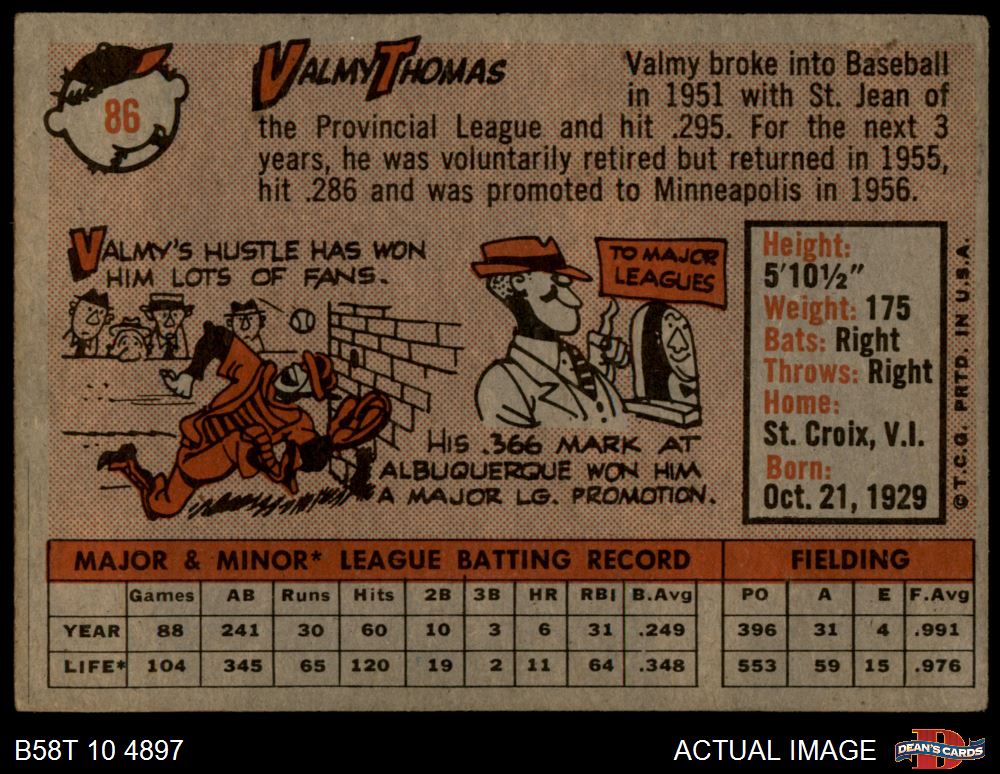 86
VALMY THOMAS
Valmy broke into Baseball
in 1951 with St. Jean of
the Provincial League and hit .295. For the next 3
years, he was voluntarily retired but returned in 1955,
hit .286 and was promoted to Minneapolis in 1956.
VALMY'S HUSTLE HAS WON
HIM LOTS OF FANS.
TO MAJOR
LEAGUES
HIS .366 MARK AT
ALBUQUERQUE WON HIM
A MAJOR LG. PROMOTION.
Height:
5'10½"
Weight: 175
Bats: Right
Throws: Right
Home:
St. Croix, V.I.
Born:
Oct. 21, 1929
© T.C.G. PRTD. IN U.S.A.
MAJOR & MINOR* LEAGUE BATTING RECORD FIELDING
Games AB Runs Hits 2B 3B HR RBI B.Avg PO A E F.Avg
YEAR 88 241 30 60 10 3 6 31 .249 396 31 4 .991
LIFE* 104 345 65 120 19 2 11 64 .348 553 59 15 .976
B58T 10 4897
ACTUAL IMAGE
DEAN'S CARDS